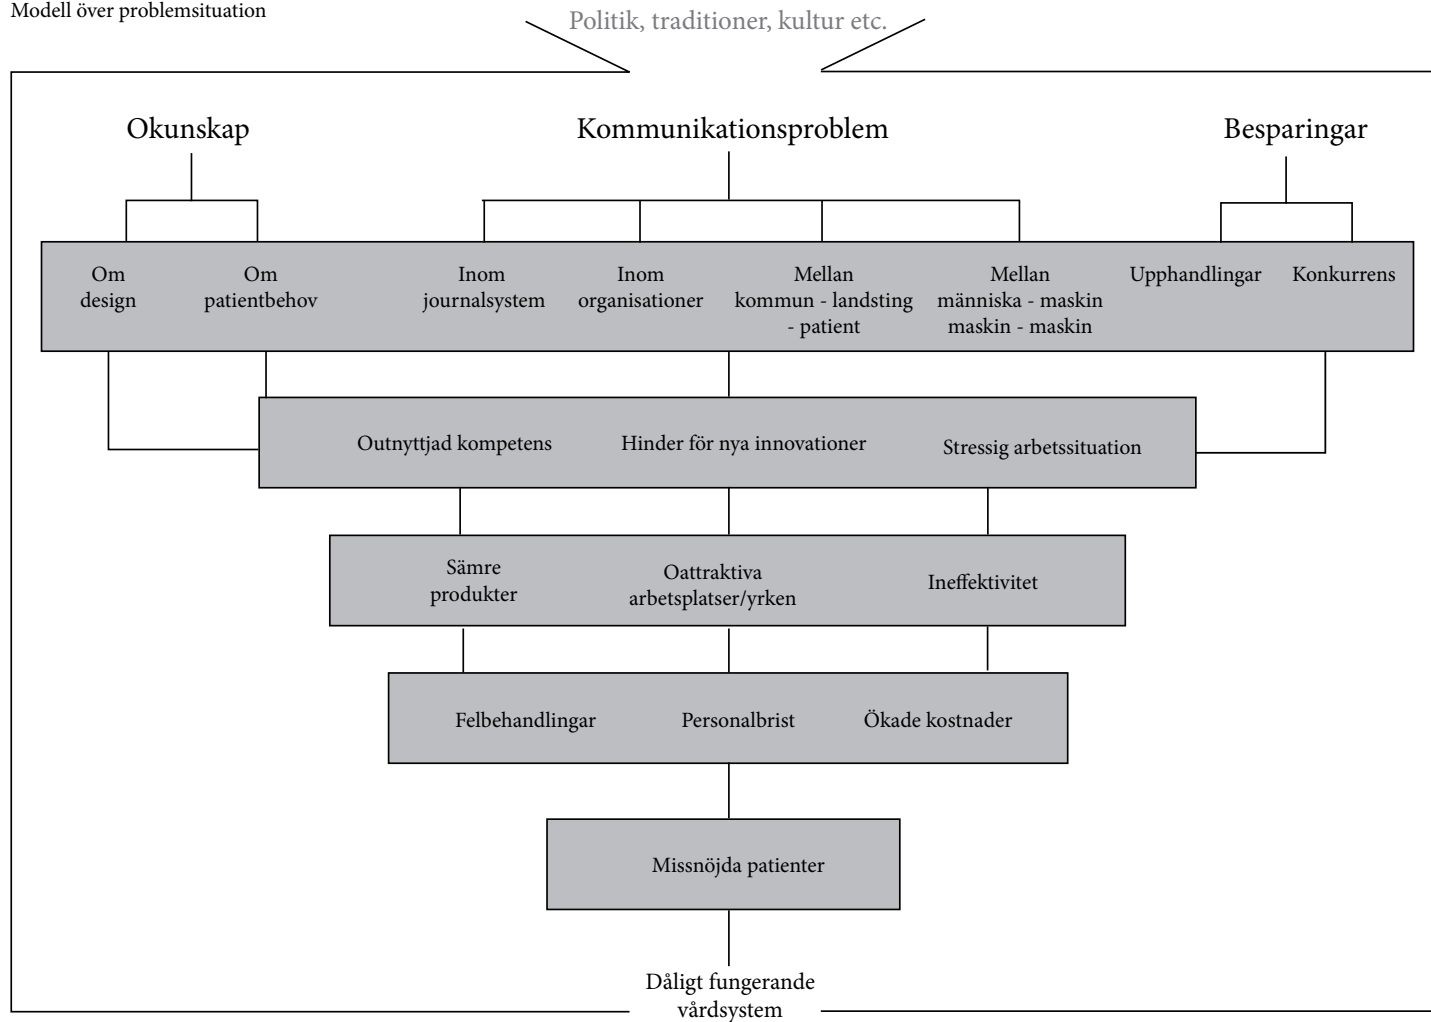 Modell över problemsituation
Politik, traditioner, kultur etc.
Okunskap
Kommunikationsproblem
Besparingar
Om
design
Om
patientbehov
Inom
journalsystem
Inom
organisationer
Mellan
kommun - landsting
- patient
Mellan
människa - maskin
maskin - maskin
Upphandlingar
Konkurrens
Outnyttjad kompetens
Hinder för nya innovationer
Stressig arbetssituation
Sämre
produkter
Oattraktiva
arbetsplatser/yrken
Ineffektivitet
Felbehandlingar
Personalbrist
Ökade kostnader
Missnöjda patienter
Dåligt fungerande
vårdsystem